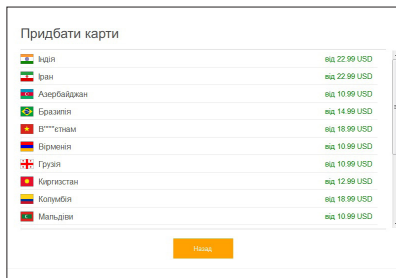 Придбати карти
Індія від 22.99 USD
Іран від 22.99 USD
Азербайджан від 10.99 USD
Бразилія від 14.99 USD
В'"'"єтнам від 18.99 USD
Вірменія від 10.99 USD
Грузія від 10.99 USD
Киргизстан від 12.99 USD
Колумбія від 18.99 USD
Мальдіви від 10.99 USD
Назад